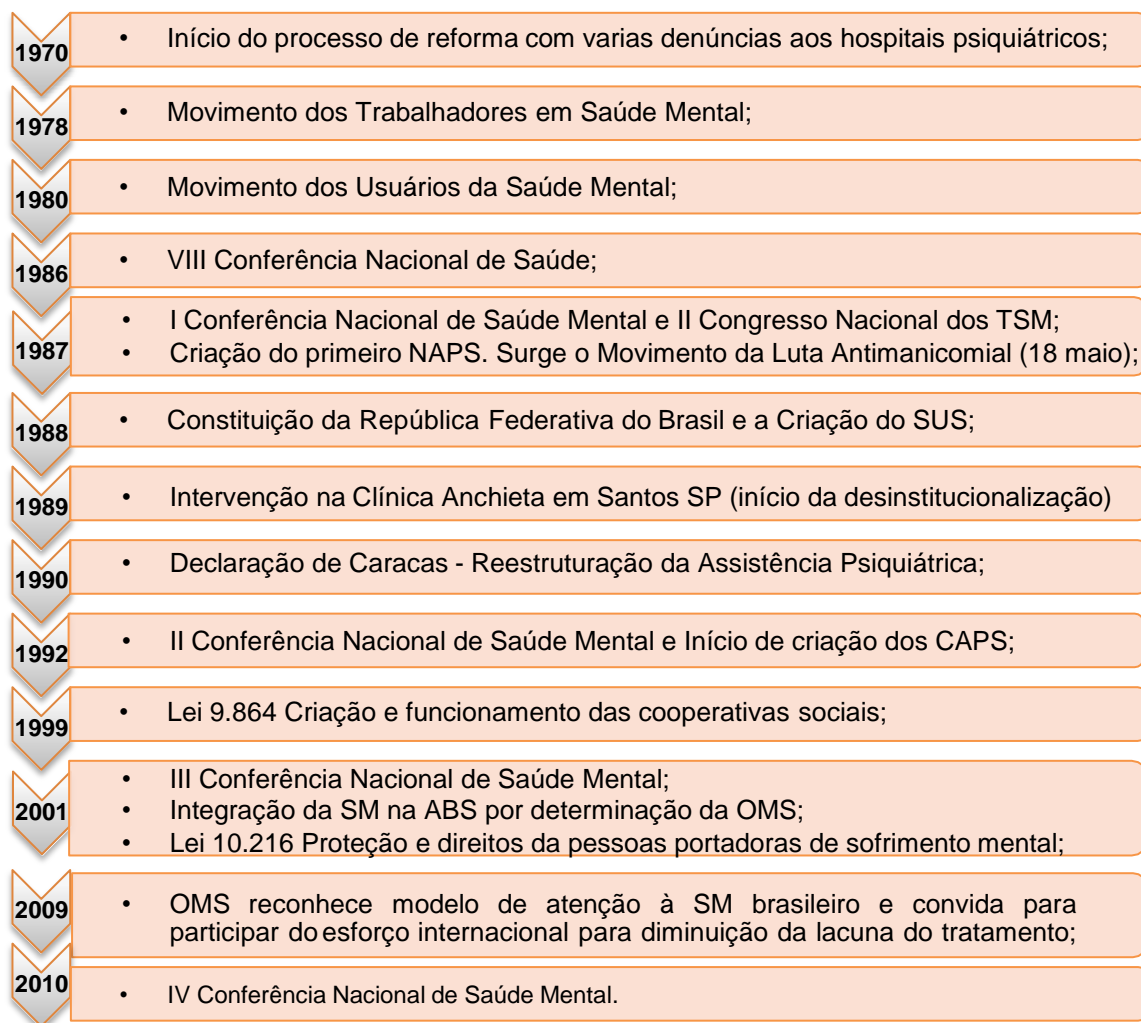 1970
• Início do processo de reforma com varias denúncias aos hospitais psiquiátricos;
1978
• Movimento dos Trabalhadores em Saúde Mental;
1980
• Movimento dos Usuários da Saúde Mental;
1986
• VIII Conferência Nacional de Saúde;
1987
• I Conferência Nacional de Saúde Mental e II Congresso Nacional dos TSM;
• Criação do primeiro NAPS. Surge o Movimento da Luta Antimanicomial (18 maio);
1988
• Constituição da República Federativa do Brasil e a Criação do SUS;
1989
• Intervenção na Clínica Anchieta em Santos SP (início da desinstitucionalização)
1990
• Declaração de Caracas - Reestruturação da Assistência Psiquiátrica;
1992
• II Conferência Nacional de Saúde Mental e Início de criação dos CAPS;
1999
• Lei 9.864 Criação e funcionamento das cooperativas sociais;
2001
• III Conferência Nacional de Saúde Mental;
• Integração da SM na ABS por determinação da OMS;
• Lei 10.216 Proteção e direitos da pessoas portadoras de sofrimento mental;
2009
• OMS reconhece modelo de atenção à SM brasileiro e convida para
participar do esforço internacional para diminuição da lacuna do tratamento;
2010
• IV Conferência Nacional de Saúde Mental.